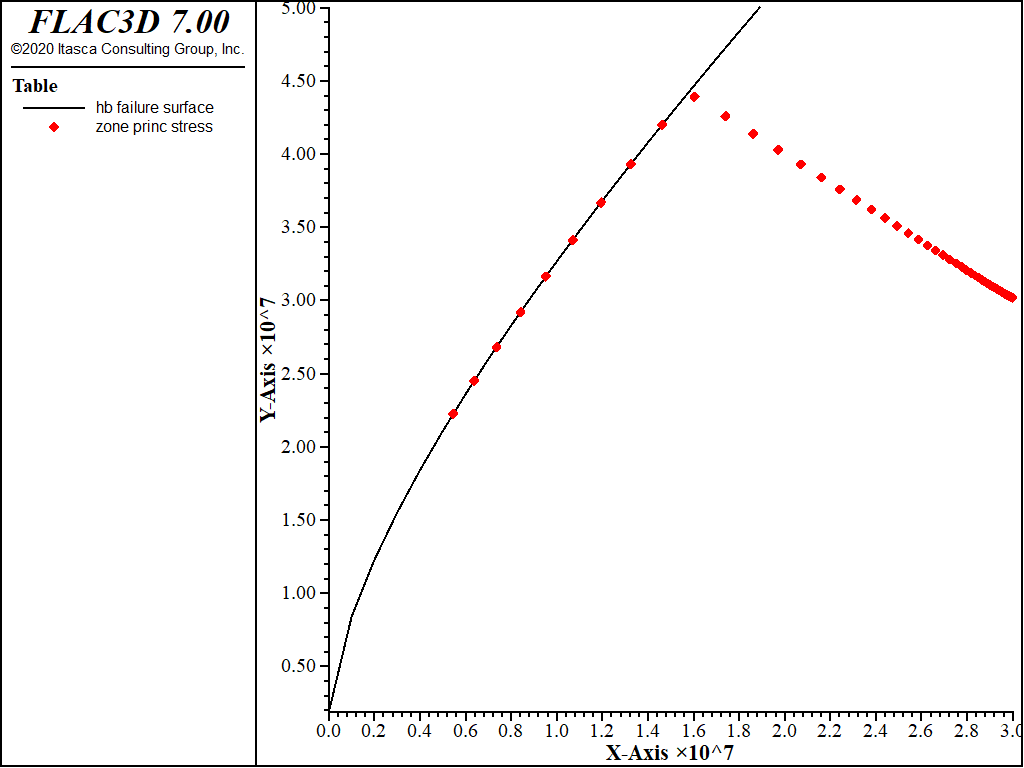 FLAC3D 7.00
©2020 Itasca Consulting Group, Inc.
Table
hb failure surface
zone princ stress
5.00
4.50
4.00
3.50
3.00
2.50
2.00
1.50
1.00
0.50
Y-Axis ×10^7
0.0 0.2 0.4 0.6 0.8 1.0 1.2 1.4 1.6 1.8 2.0 2.2 2.4 2.6 2.8 3.0
X-Axis ×10^7